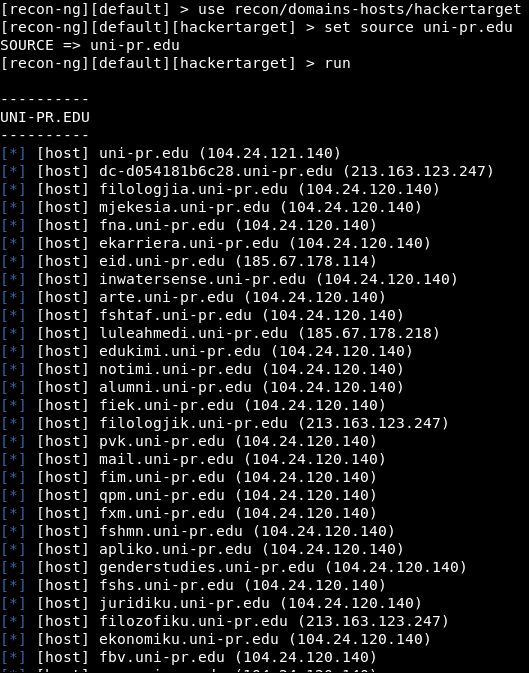 [recon-ng][default] > use recon/domains-hosts/hackertarget
[recon-ng][default][hackertarget] > set source uni-pr.edu
SOURCE => uni-pr.edu
[recon-ng][default][hackertarget] > run
----------
UNI-PR.EDU
----------
[*] [host] uni-pr.edu (104.24.121.140)
[*] [host] dc-d054181b6c28.uni-pr.edu (213.163.123.247)
[*] [host] filologjia.uni-pr.edu (104.24.120.140)
[*] [host] mjekesia.uni-pr.edu (104.24.120.140)
[*] [host] fna.uni-pr.edu (104.24.120.140)
[*] [host] ekarriera.uni-pr.edu (104.24.120.140)
[*] [host] eid.uni-pr.edu (185.67.178.114)
[*] [host] inwatersense.uni-pr.edu (104.24.120.140)
[*] [host] arte.uni-pr.edu (104.24.120.140)
[*] [host] fshtaf.uni-pr.edu (104.24.120.140)
[*] [host] luleahmedi.uni-pr.edu (185.67.178.218)
[*] [host] edukimi.uni-pr.edu (104.24.120.140)
[*] [host] notimi.uni-pr.edu (104.24.120.140)
[*] [host] alumni.uni-pr.edu (104.24.120.140)
[*] [host] fiek.uni-pr.edu (104.24.120.140)
[*] [host] filologjik.uni-pr.edu (213.163.123.247)
[*] [host] pvk.uni-pr.edu (104.24.120.140)
[*] [host] mail.uni-pr.edu (104.24.120.140)
[*] [host] fim.uni-pr.edu (104.24.120.140)
[*] [host] qpm.uni-pr.edu (104.24.120.140)
[*] [host] fxm.uni-pr.edu (104.24.120.140)
[*] [host] fshmn.uni-pr.edu (104.24.120.140)
[*] [host] apliko.uni-pr.edu (104.24.120.140)
[*] [host] genderstudies.uni-pr.edu (104.24.120.140)
[*] [host] fshs.uni-pr.edu (104.24.120.140)
[*] [host] juridiku.uni-pr.edu (104.24.120.140)
[*] [host] filozofiku.uni-pr.edu (213.163.123.247)
[*] [host] ekonomiku.uni-pr.edu (104.24.120.140)
[*] [host] fbv.uni-pr.edu (104.24.120.140)